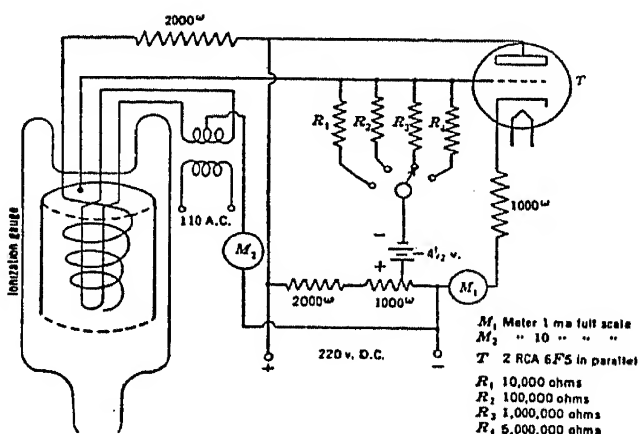 2000ω
T
R₁
R₂
R₃
R₄
110 A.C.
1000ω
Ionization gauge
M₂
−
+
−4½ v.
2000ω
1000ω
M₁
+
220 v. D.C.
−
M₁ Meter 1 ma full scale
M₂ " 10 " " "
T 2 RCA 6F5 in parallel
R₁ 10,000 ohms
R₂ 100,000 ohms
R₃ 1,000,000 ohms
R₄ 5,000,000 ohms